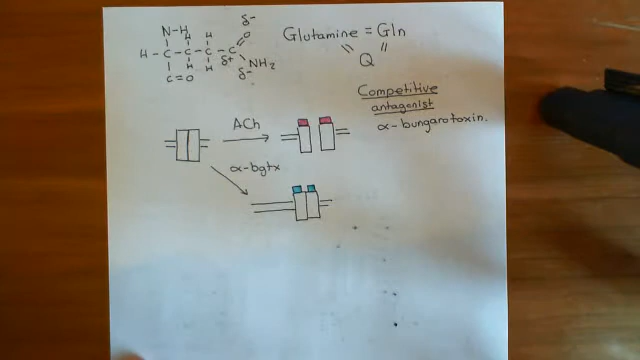 δ-
N-H
H H O
H-C-C-C-C
δ+
NH2
H H
δ-
C=O
Glutamine = Gln
= =
Q
Competitive
antagonist
α-bungarotoxin.
ACh
α-bgtx